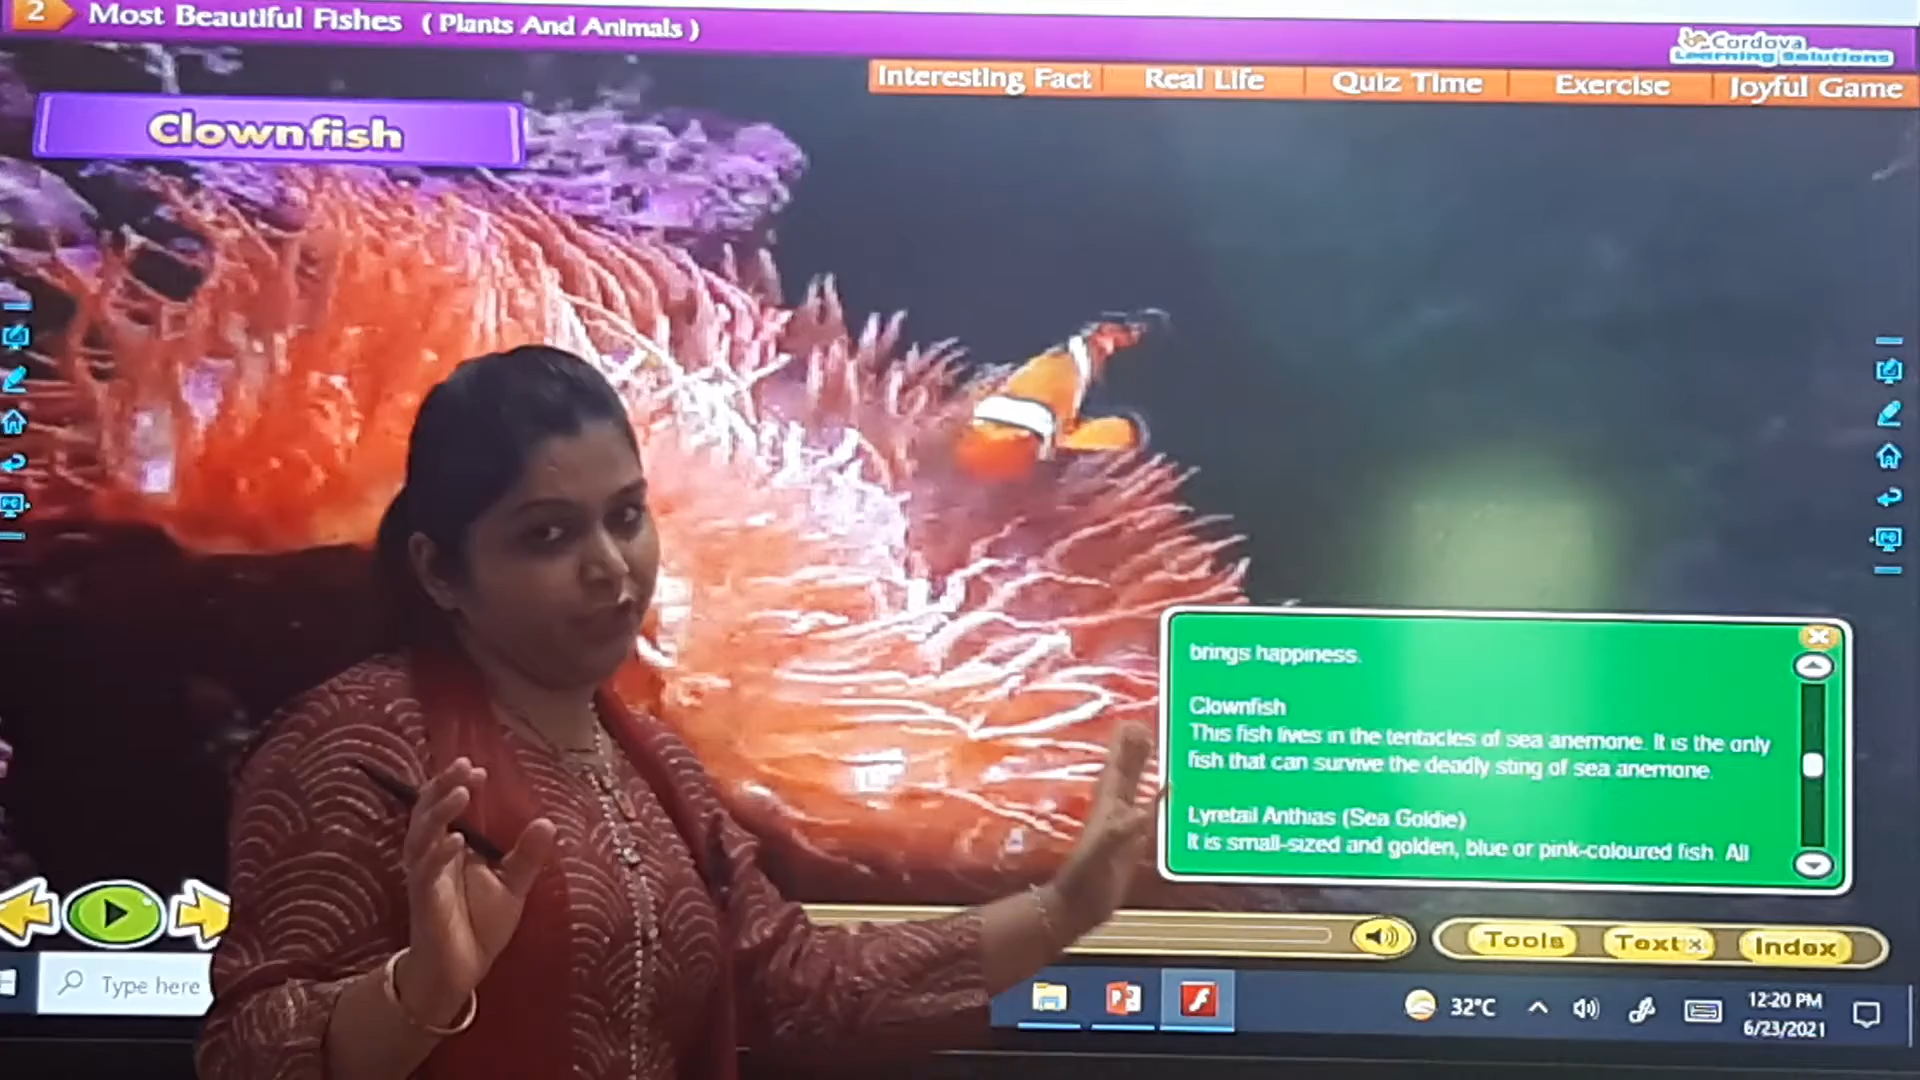 2 Most Beautiful Fishes ( Plants And Animals )
Cordova
Learning Solutions
Interesting Fact Real Life Quiz Time Exercise Joyful Game
Clownfish
brings happiness.
Clownfish
This fish lives in the tentacles of sea anemone. It is the only
fish that can survive the deadly sting of sea anemone.
Lyretail Anthias (Sea Goldie)
It is small-sized and golden, blue or pink-coloured fish. All
Tools Text Index
Type here
32°C
12:20 PM
6/23/2021